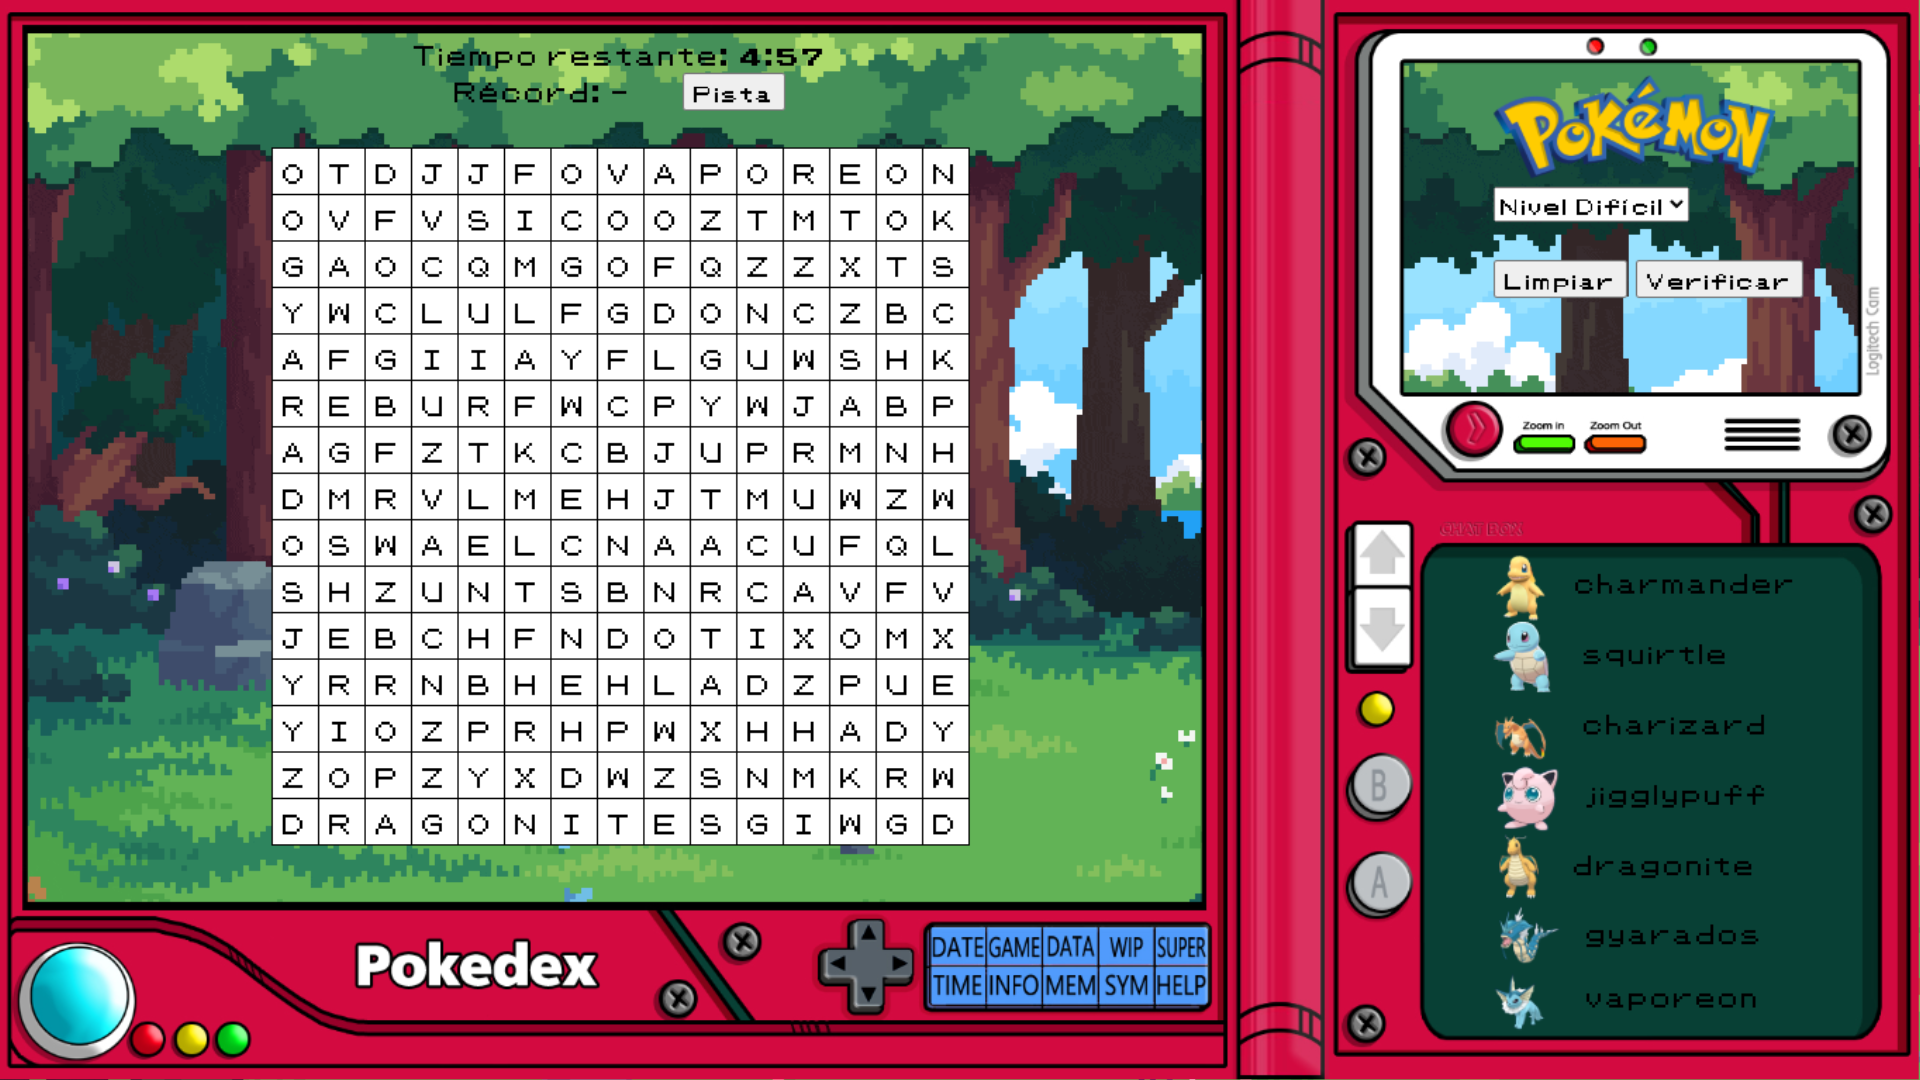 Tiempo restante: 4:57
Récord: - Pista
O T D J J F O V A P O R E O N
O V F V S I C O O Z T M T O K
G A O C Q M G O F Q Z Z X T S
Y W C L U L F G D O N C Z B C
A F G I I A Y F L G U W S H K
R E B U R F W C P Y W J A B P
A G F Z T K C B J U P R M N H
D M R V L M E H J T M U W Z W
O S W A E L C N A A C U F Q L
S H Z U N T S B N R C A V F V
J E B C H F N D O T I X O M X
Y R R N B H E H L A D Z P U E
Y I O Z P R H P W X H H A D Y
Z O P Z Y X D W Z S N M K R W
D R A G O N I T E S G I W G D
Pokedex
DATE GAME DATA WIP SUPER
TIME INFO MEM SYM HELP
POKéMON
Nivel Difícil
Limpiar Verificar
Logitech Cam
Zoom in Zoom Out
CHAT BOX
B
A
charmander
squirtle
charizard
jigglypuff
dragonite
gyarados
vaporeon